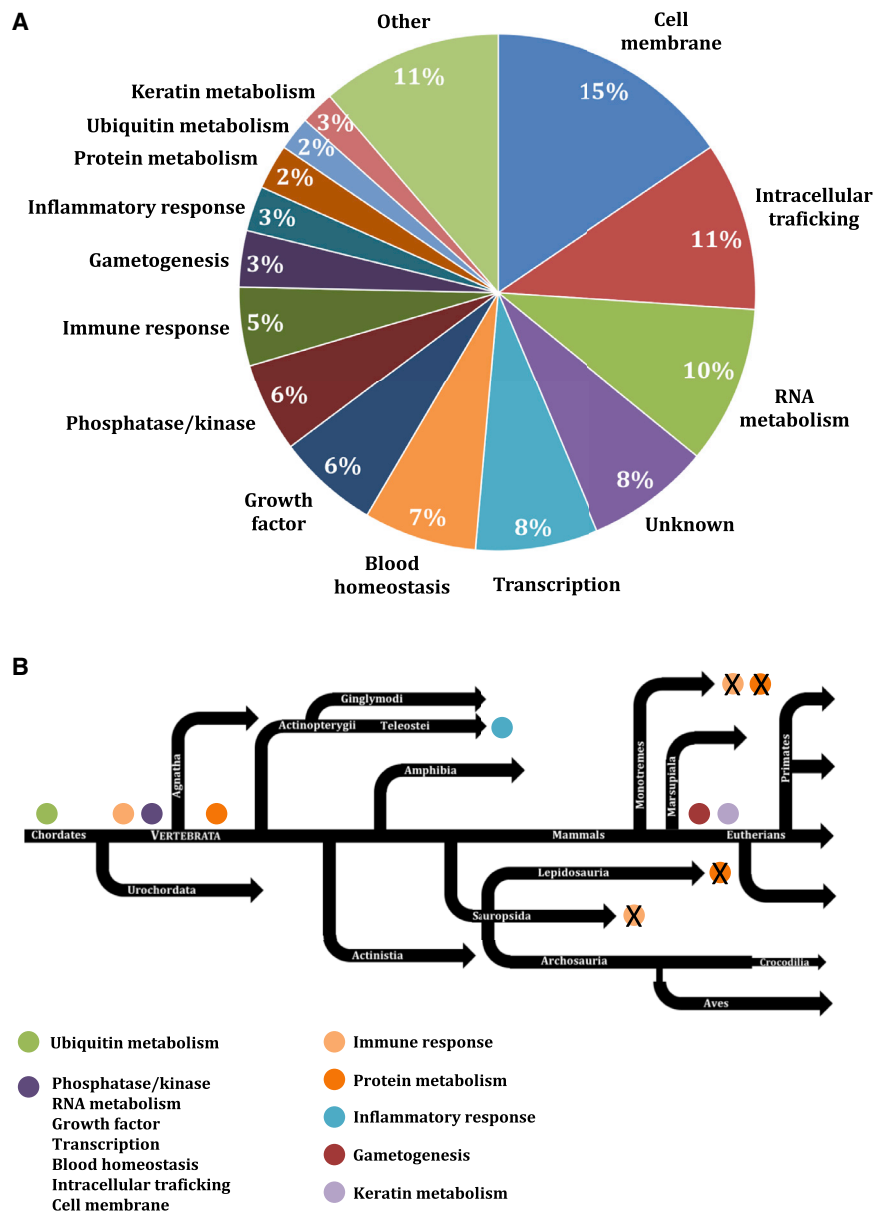 A
Other
Cell
membrane
Keratin metabolism
11%
15%
Ubiquitin metabolism
3%
2%
Protein metabolism
2%
Inflammatory response
3%
Intracellular
traficking
11%
Gametogenesis
3%
Immune response
5%
10%
Phosphatase/kinase
6%
RNA
metabolism
6%
8%
Growth
factor
7%
8%
Unknown
Blood
homeostasis
Transcription
B
Ginglymodi
Actinopterygii
Teleostei
Agnatha
Amphibia
Monotremes
X
X
Marsupiala
Primates
Chordates
VERTEBRATA
Mammals
Eutherians
Urochordata
Lepidosauria
X
Sauropsida
X
Actinistia
Archosauria
Crocodilia
Aves
Ubiquitin metabolism
Phosphatase/kinase
RNA metabolism
Growth factor
Transcription
Blood homeostasis
Intracellular traficking
Cell membrane
Immune response
Protein metabolism
Inflammatory response
Gametogenesis
Keratin metabolism